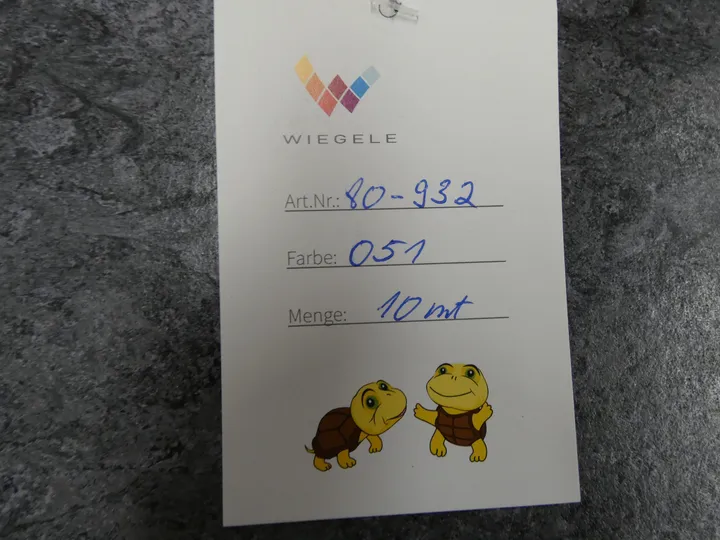 WIEGELE
Art.Nr.: 80-932
Farbe: 051
Menge: 10 mt